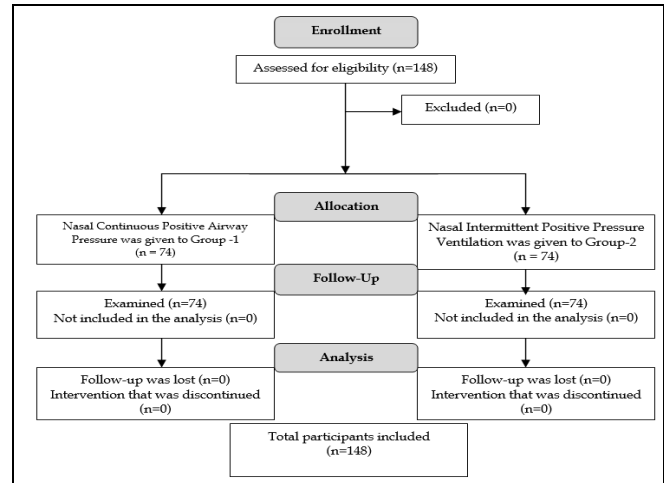 Enrollment
Assessed for eligibility (n=148)
Excluded (n=0)
Allocation
Nasal Continuous Positive Airway
Pressure was given to Group -1
(n = 74)
Nasal Intermittent Positive Pressure
Ventilation was given to Group-2
(n = 74)
Follow-Up
Examined (n=74)
Not included in the analysis (n=0)
Examined (n=74)
Not included in the analysis (n=0)
Analysis
Follow-up was lost (n=0)
Intervention that was discontinued
(n=0)
Follow-up was lost (n=0)
Intervention that was discontinued
(n=0)
Total participants included
(n=148)